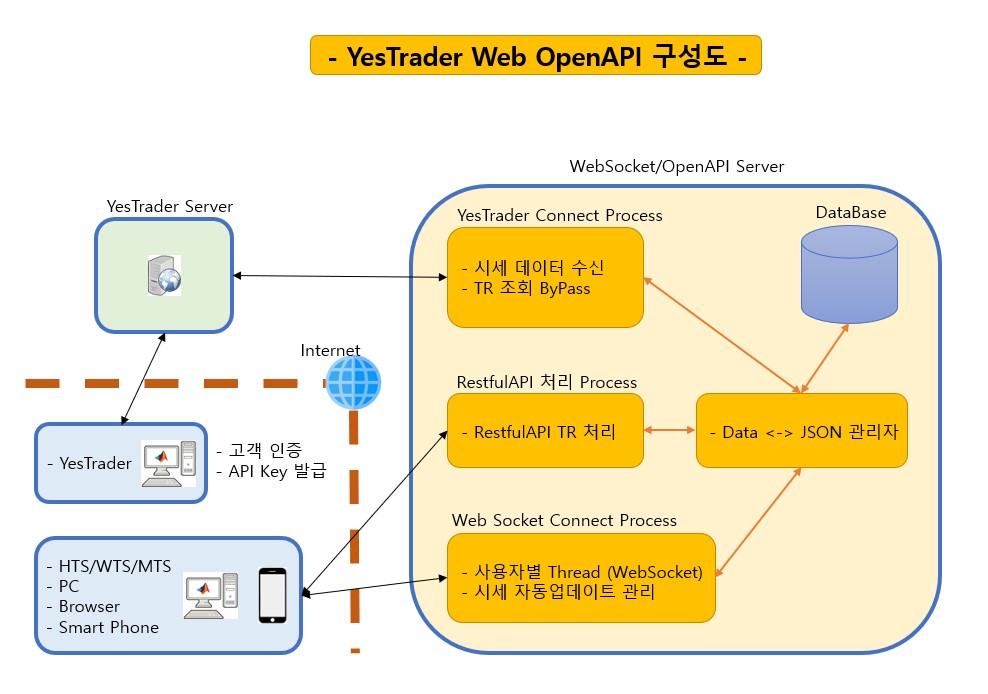 - YesTrader Web OpenAPI 구성도 -
WebSocket/OpenAPI Server
YesTrader Server
YesTrader Connect Process
DataBase
- 시세 데이터 수신
- TR 조회 ByPass
Internet
RestfulAPI 처리 Process
- RestfulAPI TR 처리
- Data <-> JSON 관리자
- YesTrader
- 고객 인증
- API Key 발급
Web Socket Connect Process
- HTS/WTS/MTS
- PC
- Browser
- Smart Phone
- 사용자별 Thread (WebSocket)
- 시세 자동업데이트 관리